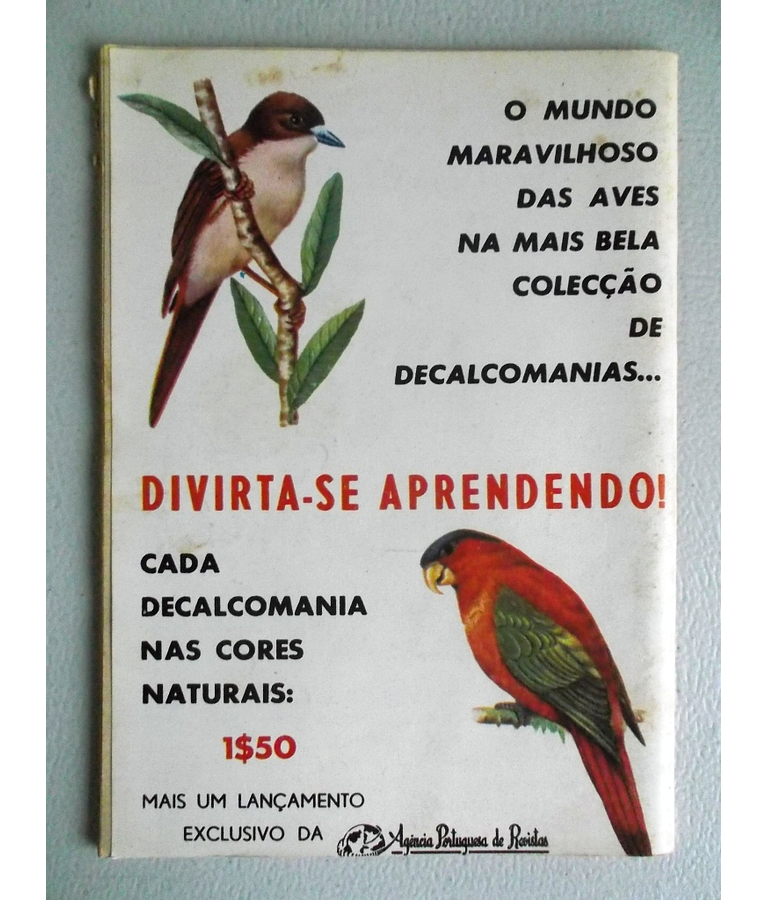 O MUNDO
MARAVILHOSO
DAS AVES
NA MAIS BELA
COLECÇÃO
DE
DECALCOMANIAS...
DIVIRTA-SE APRENDENDO!
CADA
DECALCOMANIA
NAS CORES
NATURAIS:
1$50
MAIS UM LANÇAMENTO
EXCLUSIVO DA Agência Portuguesa de Revistas